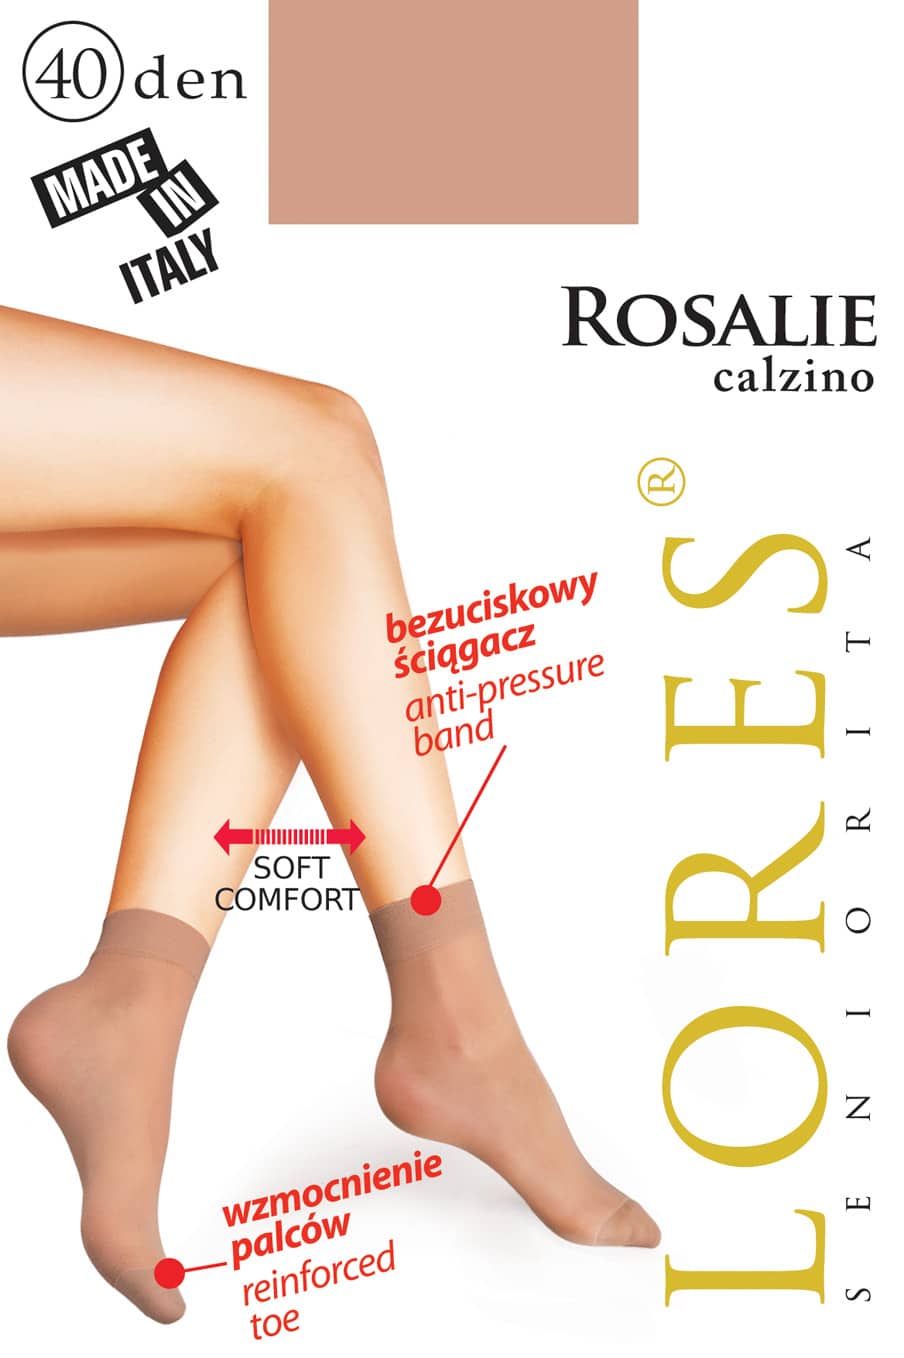 40 den
MADE
IN
ITALY
ROSALIE
calzino
LORES®
SENIORITA
bezuciskowy
ściągacz
anti-pressure
band
SOFT
COMFORT
wzmocnienie
palców
reinforced
toe